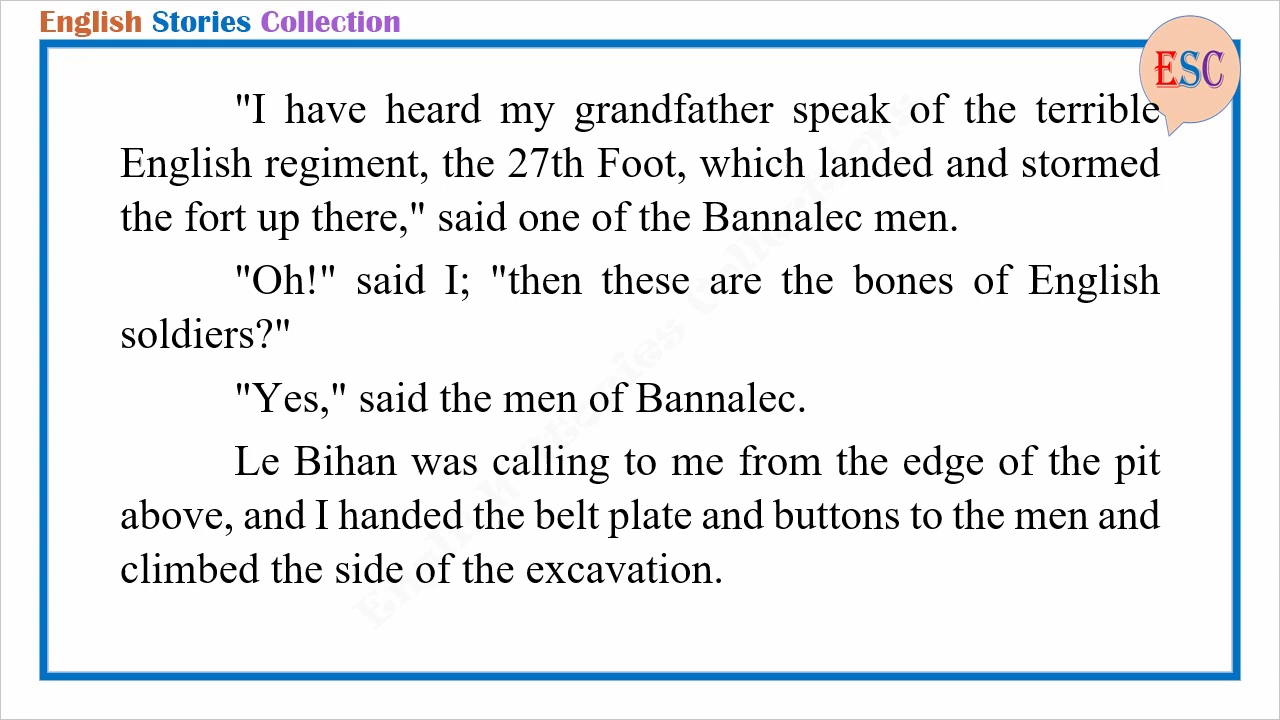 English Stories Collection
ESC
"I have heard my grandfather speak of the terrible
English regiment, the 27th Foot, which landed and stormed
the fort up there," said one of the Bannalec men.
"Oh!" said I; "then these are the bones of English
soldiers?"
"Yes," said the men of Bannalec.
Le Bihan was calling to me from the edge of the pit
above, and I handed the belt plate and buttons to the men and
climbed the side of the excavation.
English Stories Collections